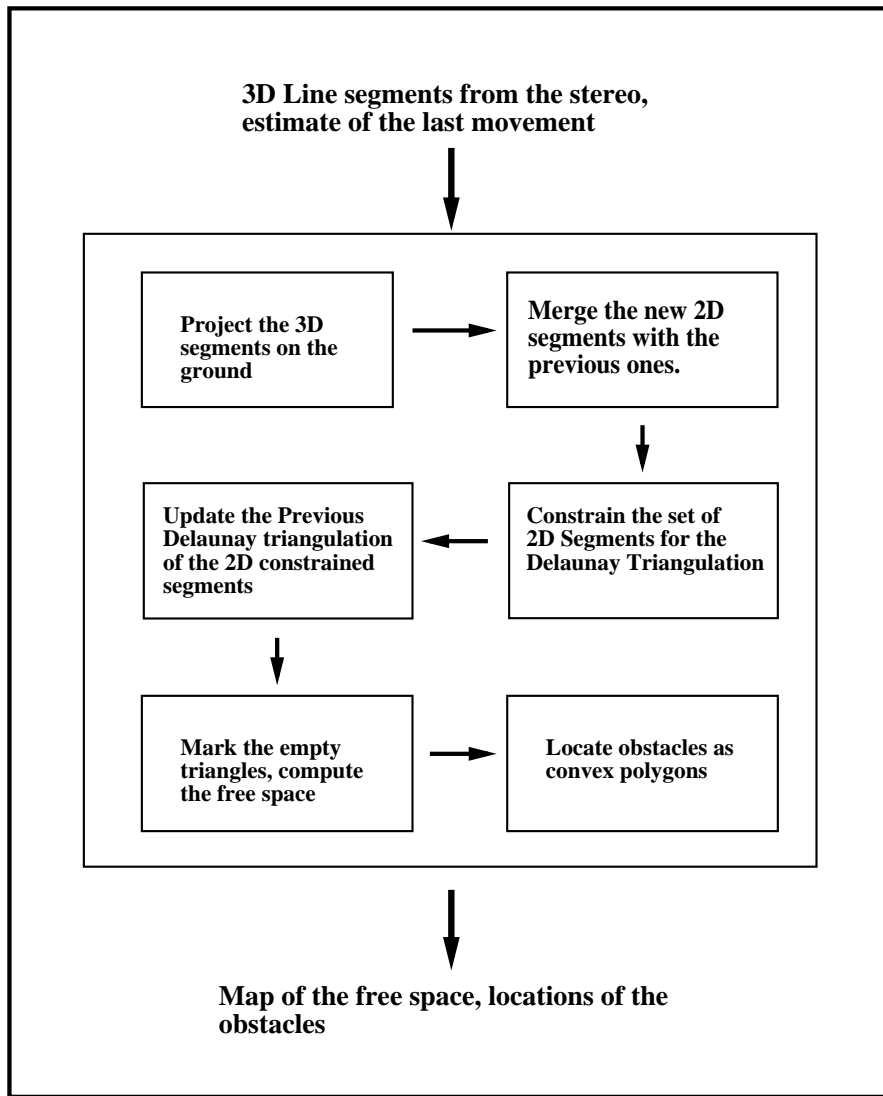 3D Line segments from the stereo,
estimate of the last movement
Project the 3D
segments on the
ground
Merge the new 2D
segments with the
previous ones.
Constrain the set of
2D Segments for the
Delaunay Triangulation
Update the Previous
Delaunay triangulation
of the 2D constrained
segments
Mark the empty
triangles, compute
the free space
Locate obstacles as
convex polygons
Map of the free space, locations of the
obstacles